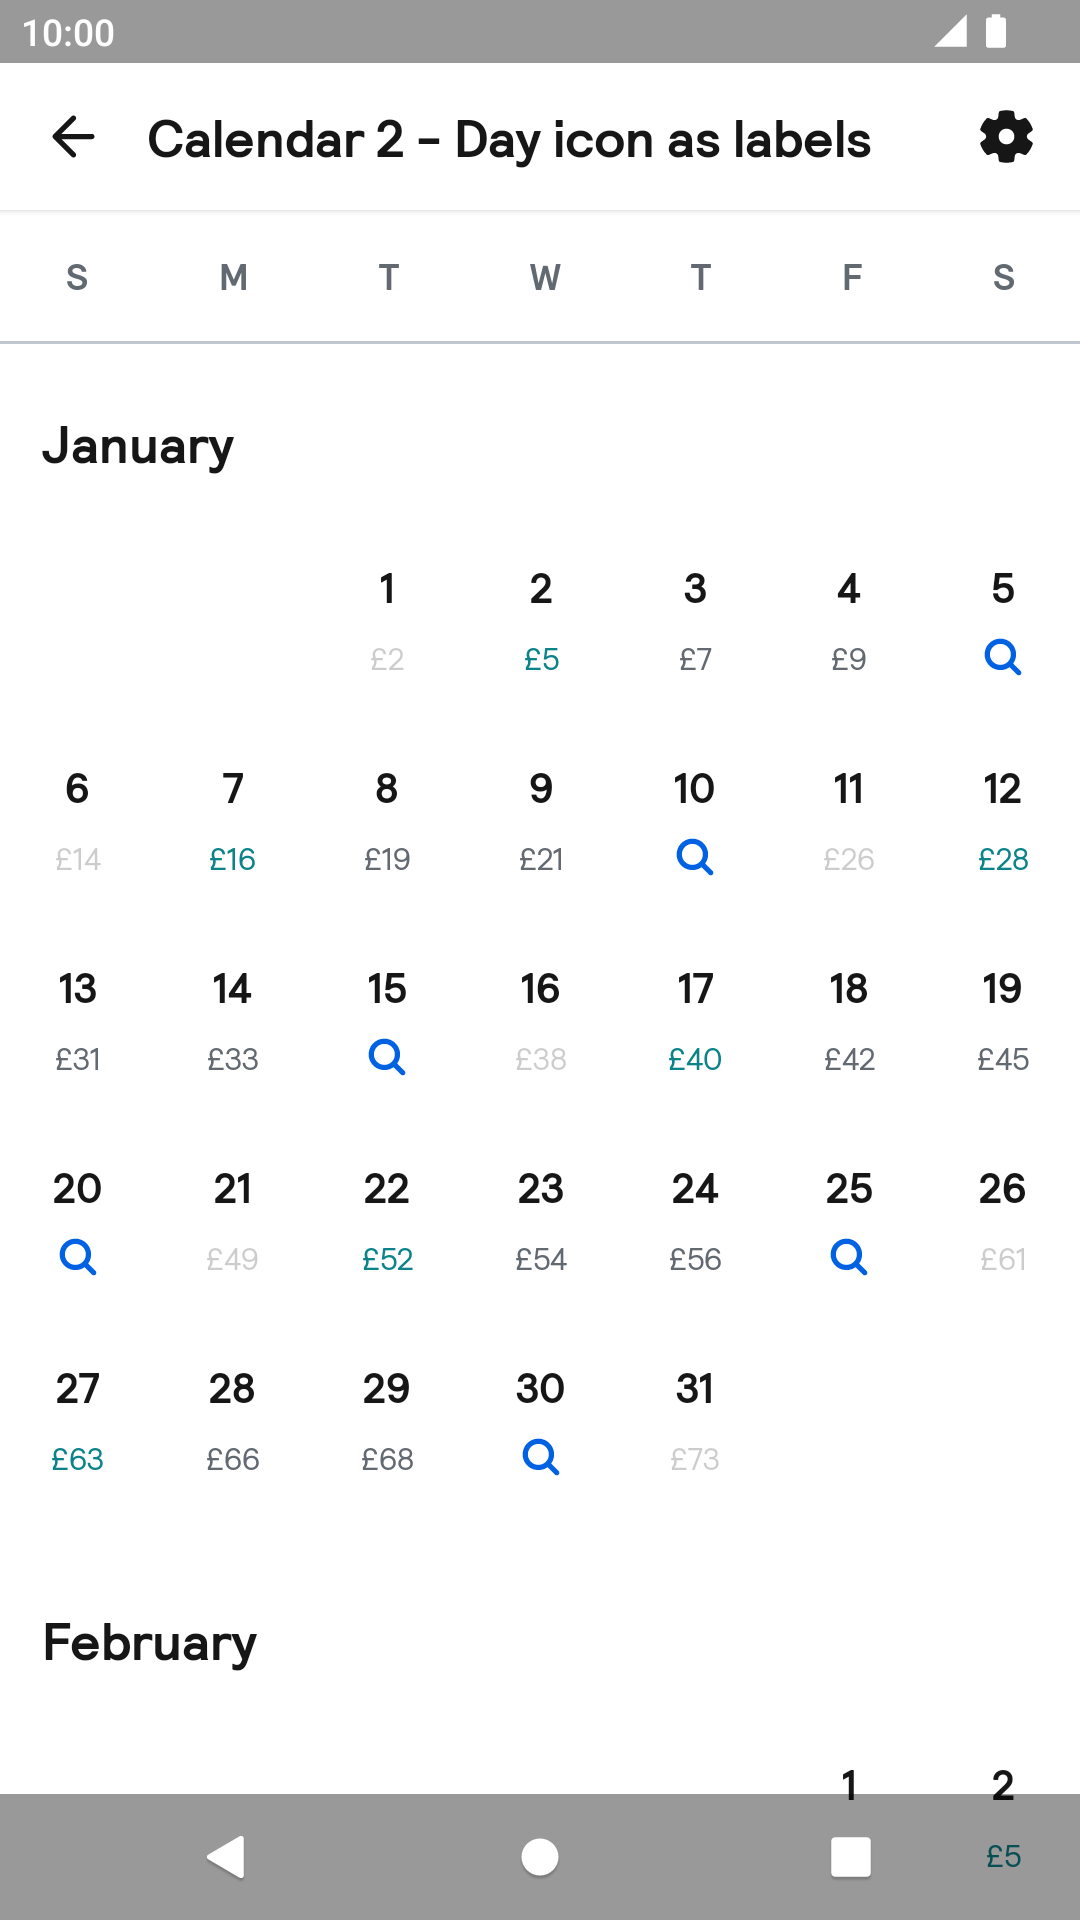 10:00
Calendar 2 - Day icon as labels
S M T W T F S
January
1 2 3 4 5
£2 £5 £7 £9
6 7 8 9 10 11 12
£14 £16 £19 £21 £26 £28
13 14 15 16 17 18 19
£31 £33 £38 £40 £42 £45
20 21 22 23 24 25 26
£49 £52 £54 £56 £61
27 28 29 30 31
£63 £66 £68 £73
February
1 2
£5